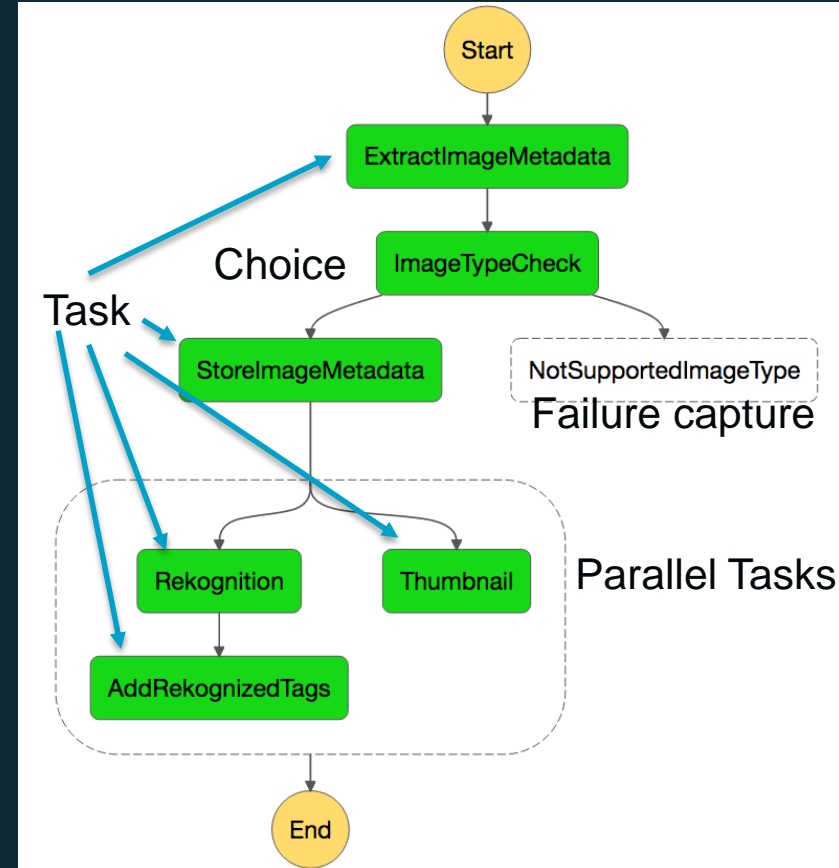 Start
ExtractImageMetadata
Choice
ImageTypeCheck
Task
StoreImageMetadata
NotSupportedImageType
Failure capture
Rekognition
Thumbnail
Parallel Tasks
AddRekognizedTags
End